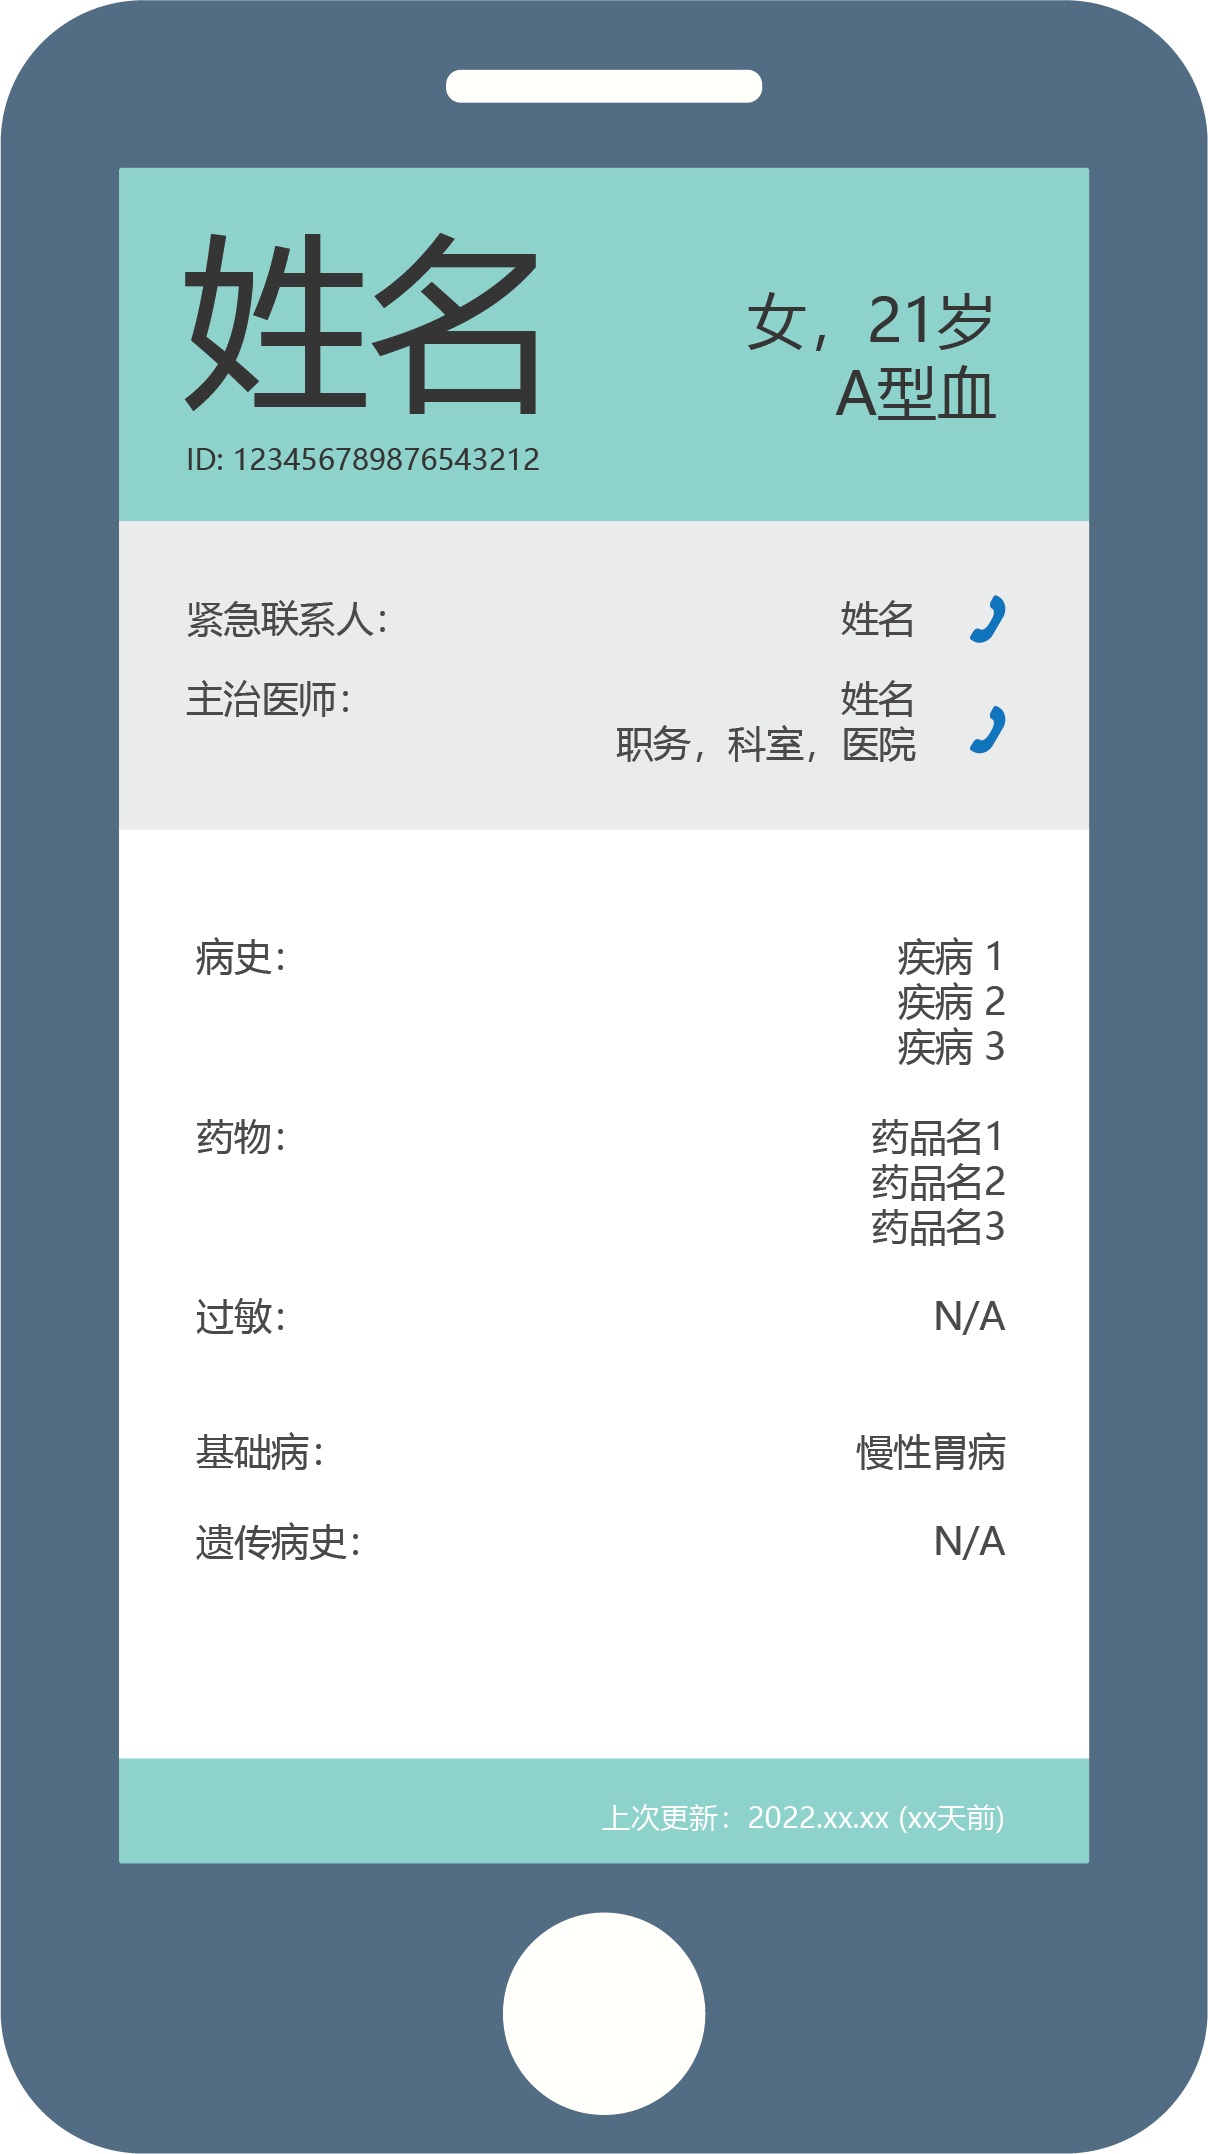 姓名
女，21岁
A型血
ID: 123456789876543212
紧急联系人： 姓名
主治医师： 姓名
职务，科室，医院
病史： 疾病 1
疾病 2
疾病 3
药物： 药品名1
药品名2
药品名3
过敏： N/A
基础病： 慢性胃病
遗传病史： N/A
上次更新：2022.xx.xx (xx天前)